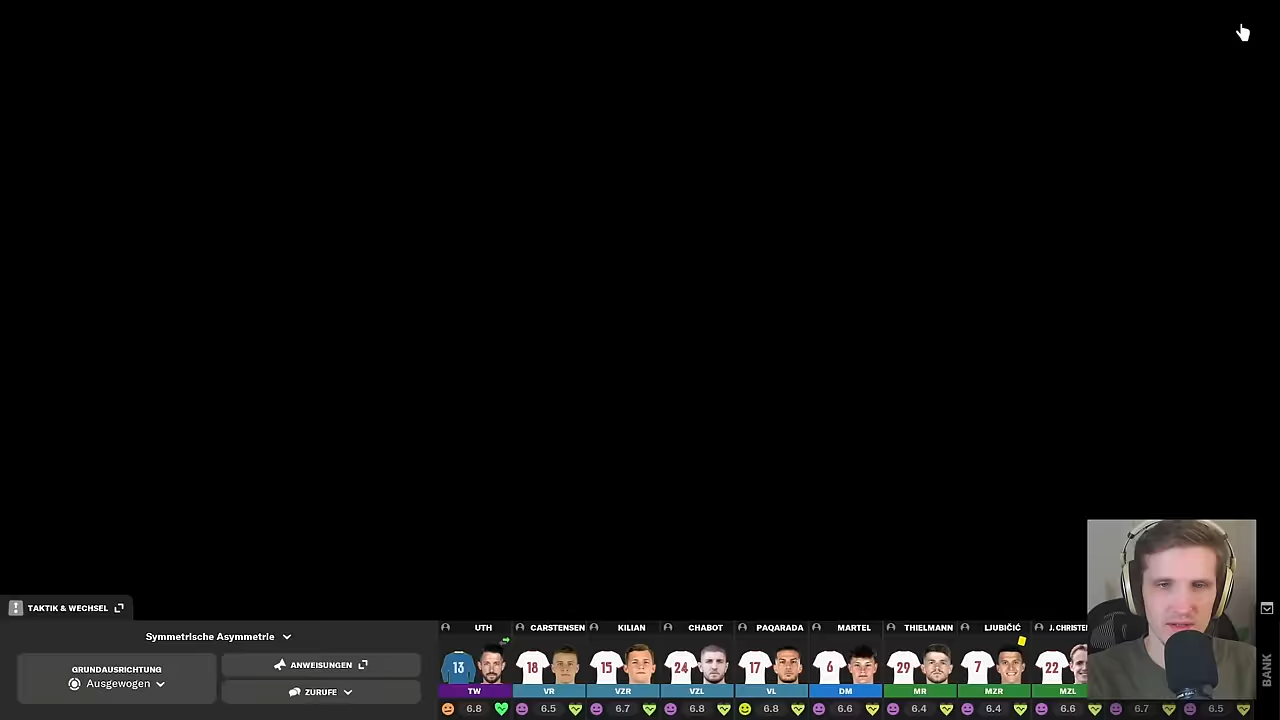 TAKTIK & WECHSEL
Symmetrische Asymmetrie
GRUNDAUSRICHTUNG
Ausgewogen
ANWEISUNGEN
ZURUFE
UTH CARSTENSEN KILIAN CHABOT PAQARADA MARTEL THIELMANN LJUBIČIĆ J. CHRISTE
13 18 15 24 17 6 29 7 22
TW VR VZR VZL VL DM MR MZR MZL
6.8 6.5 6.7 6.8 6.8 6.6 6.4 6.4 6.6 6.7 6.5
BANK